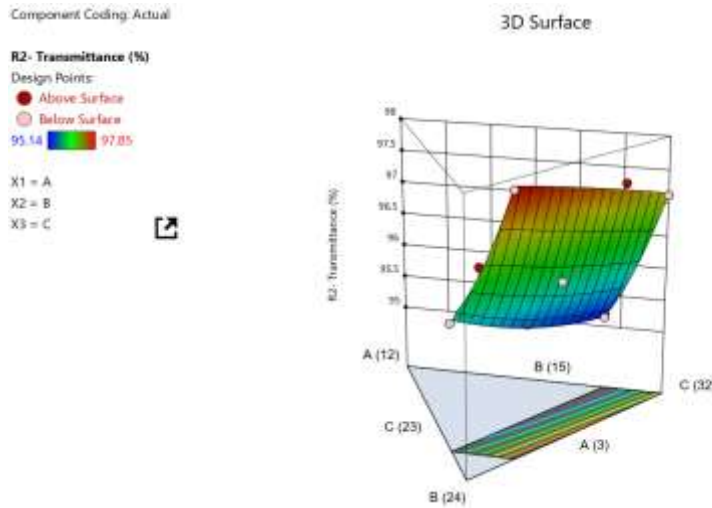 Component Coding: Actual
3D Surface
R2- Transmittance (%)
Design Points:
Above Surface
Below Surface
95.14 97.85
X1 = A
X2 = B
X3 = C
98
97.5
97
96.5
96
95.5
95
R2- Transmittance (%)
A (12)
B (15)
C (32
C (23)
A (3)
B (24)